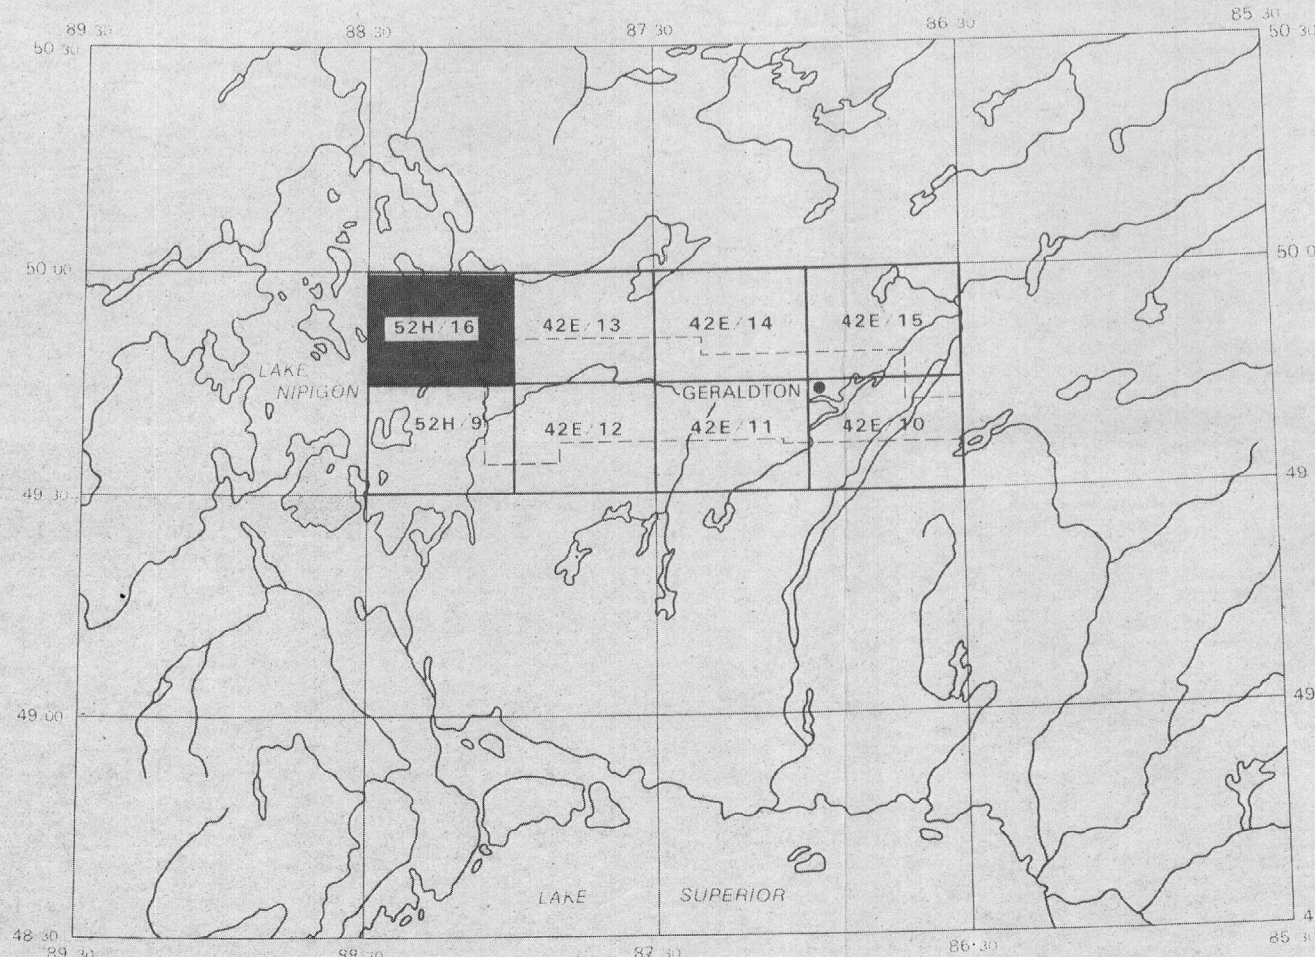 89 30 88 30 87 30 86 30 85 30
50 30 50 30
50 00 50 0
52H/16 42E/13 42E/14 42E/15
LAKE
NIPIGON
GERALDTON
52H/9 42E/12 42E/11 42E/10
49 30 49
49 00 49
LAKE SUPERIOR
48 30 4
89 30 88 30 87 30 86 30 85 30